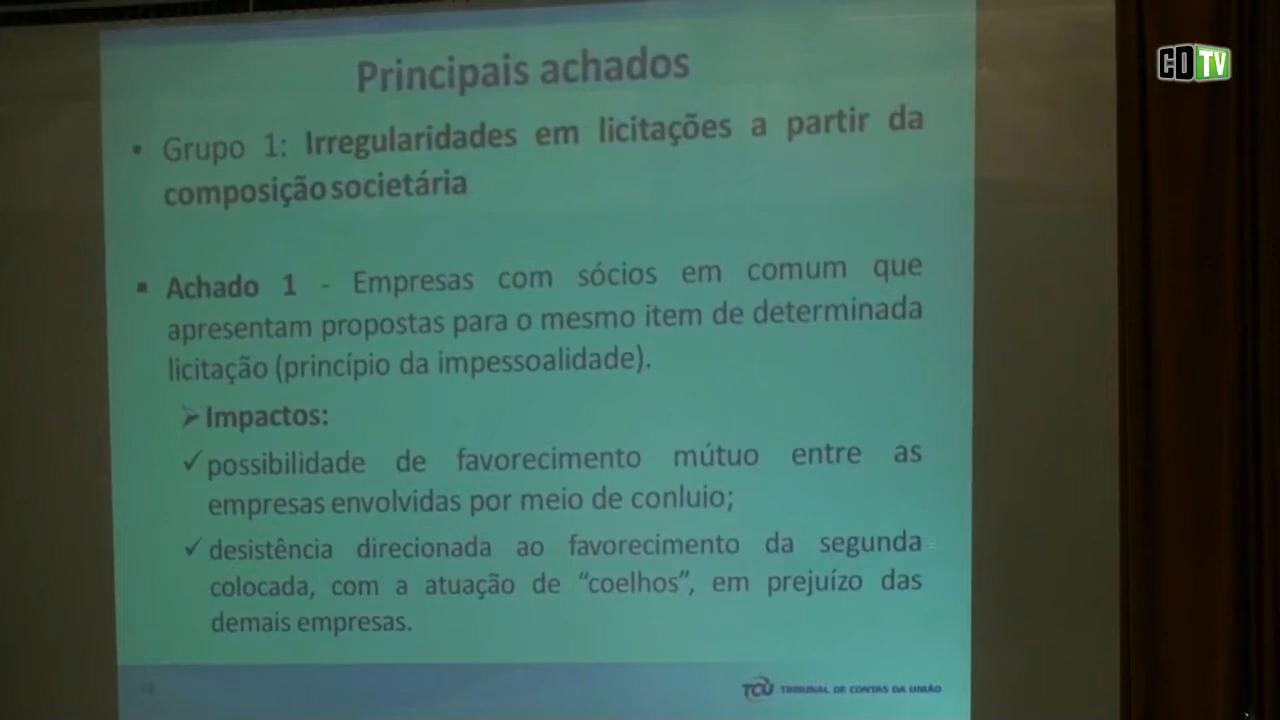 CDTV
Principais achados
• Grupo 1: Irregularidades em licitações a partir da
composição societária
▪ Achado 1 - Empresas com sócios em comum que
apresentam propostas para o mesmo item de determinada
licitação (princípio da impessoalidade).
➢ Impactos:
✓ possibilidade de favorecimento mútuo entre as
empresas envolvidas por meio de conluio;
✓ desistência direcionada ao favorecimento da segunda
colocada, com a atuação de “coelhos”, em prejuízo das
demais empresas.
TCU TRIBUNAL DE CONTAS DA UNIÃO